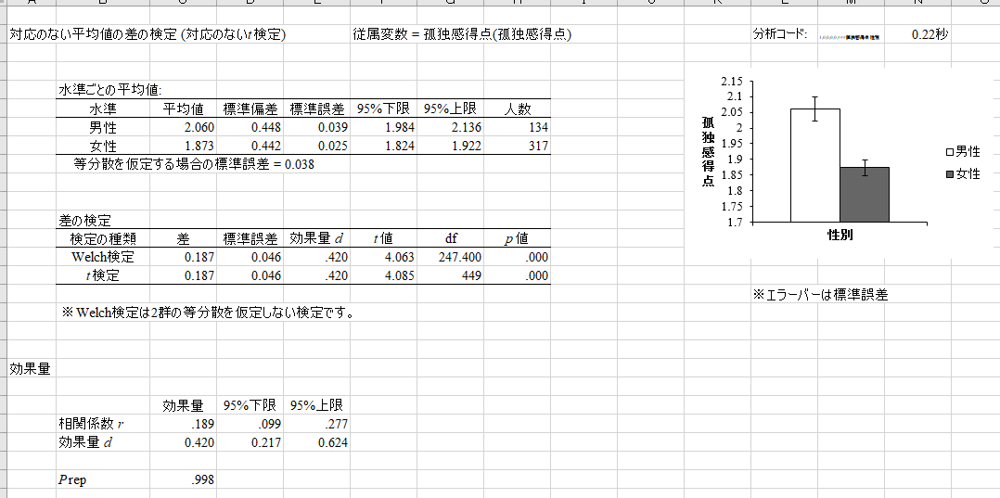 対応のない平均値の差の検定 (対応のないt検定) 従属変数 = 孤独感得点(孤独感得点) 分析コード: 0.22秒
水準ごとの平均値:
水準 平均値 標準偏差 標準誤差 95%下限 95%上限 人数
男性 2.060 0.448 0.039 1.984 2.136 134
女性 1.873 0.442 0.025 1.824 1.922 317
等分散を仮定する場合の標準誤差 = 0.038
差の検定
検定の種類 差 標準誤差 効果量 d t 値 df p 値
Welch検定 0.187 0.046 .420 4.063 247.400 .000
t 検定 0.187 0.046 .420 4.085 449 .000
※ Welch検定は2群の等分散を仮定しない検定です。
2.15
2.1
2.05
2
1.95
1.9
1.85
1.8
1.75
1.7
孤独感得点
性別
男性
女性
※エラーバーは標準誤差
効果量
効果量 95%下限 95%上限
相関係数 r .189 .099 .277
効果量 d 0.420 0.217 0.624
Prep .998